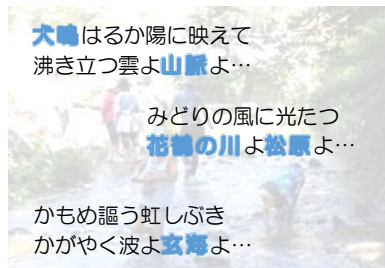 犬鳴はるか陽に映えて
沸き立つ雲よ山脈よ…
みどりの風に光たつ
花鶴の川よ松原よ…
かもめ謳う虹しぶき
かがやく波よ玄海よ…